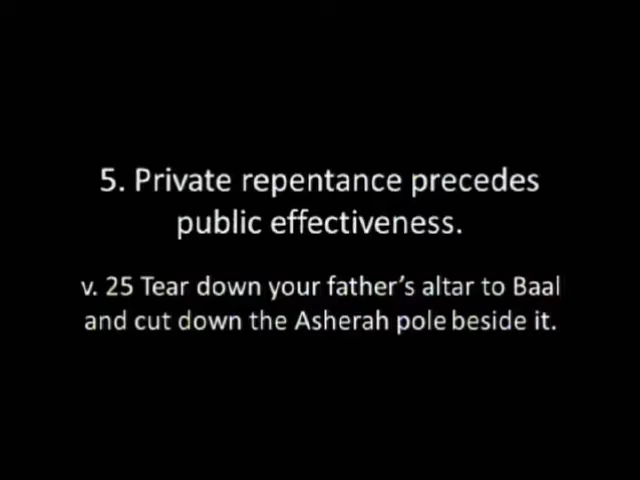 5. Private repentance precedes
public effectiveness.
v. 25 Tear down your father’s altar to Baal
and cut down the Asherah pole beside it.